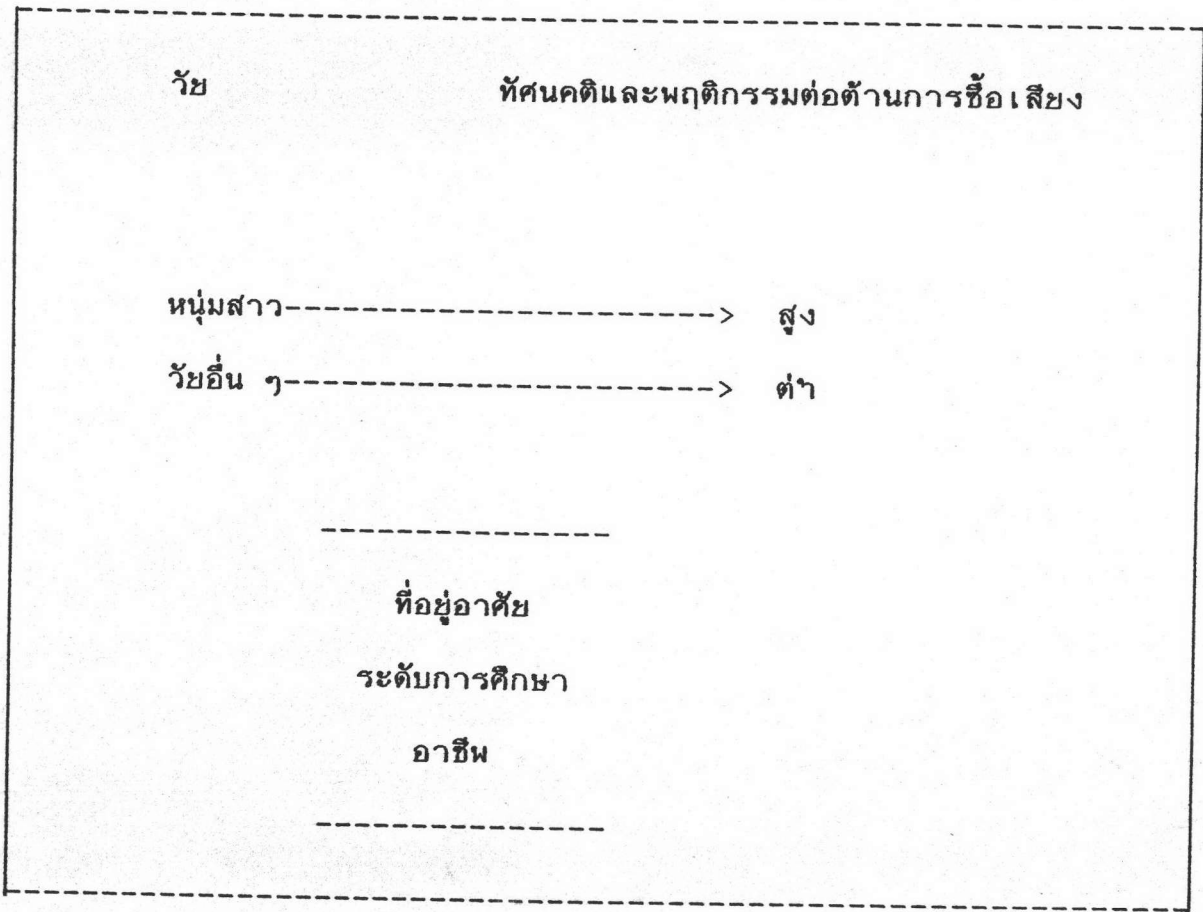 วัย ทัศนคติและพฤติกรรมต่อต้านการซื้อเสียง
หนุ่มสาว----------------------------> สูง
วัยอื่น ๆ----------------------------> ต่ำ
-------------------
ที่อยู่อาศัย
ระดับการศึกษา
อาชีพ
-------------------